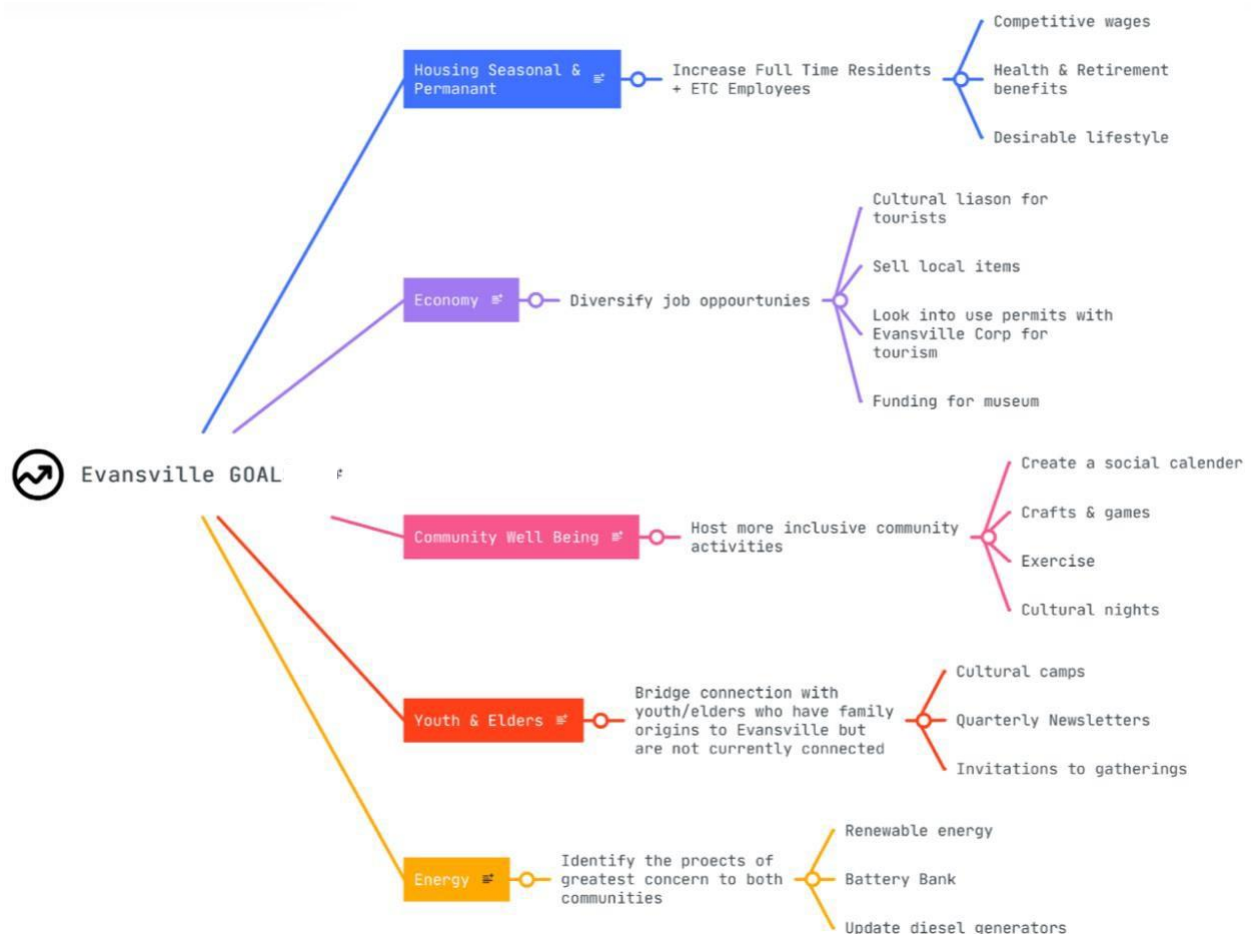 Competitive wages
Housing Seasonal &
Permanant
Increase Full Time Residents
+ ETC Employees
Health & Retirement
benefits
Desirable lifestyle
Cultural liason for
tourists
Sell local items
Economy
Diversify job oppourtunies
Look into use permits with
Evansville Corp for
tourism
Funding for museum
Evansville GOAL
Create a social calender
Community Well Being
Host more inclusive community
activities
Crafts & games
Exercise
Cultural nights
Cultural camps
Youth & Elders
Bridge connection with
youth/elders who have family
origins to Evansville but
are not currently connected
Quarterly Newsletters
Invitations to gatherings
Renewable energy
Energy
Identify the proects of
greatest concern to both
communities
Battery Bank
Update diesel generators